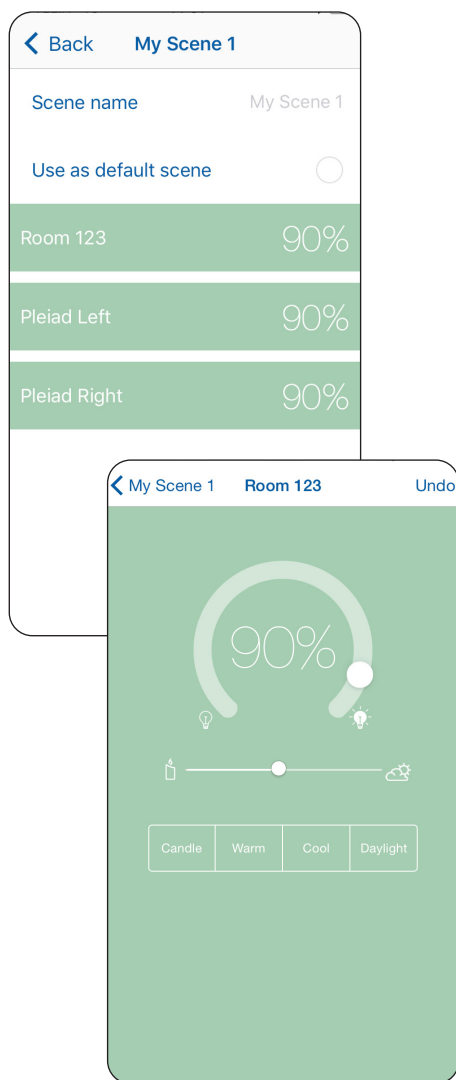 Back My Scene 1
Scene name My Scene 1
Use as default scene
Room 123 90%
Pleiad Left 90%
Pleiad Right 90%
My Scene 1 Room 123 Undo
90%
Candle Warm Cool Daylight